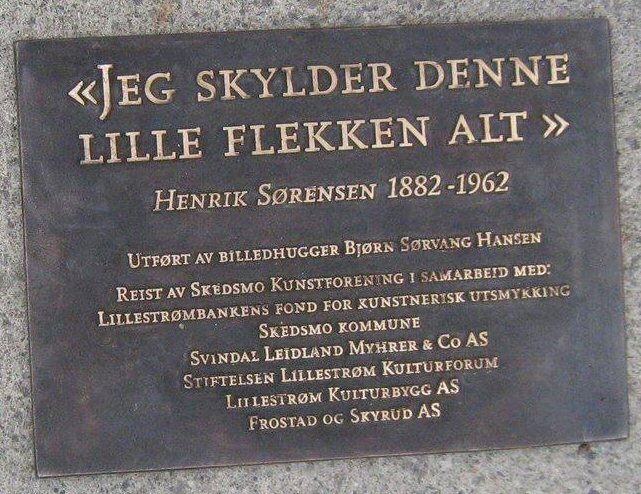 «JEG SKYLDER DENNE
LILLE FLEKKEN ALT »
HENRIK SØRENSEN 1882-1962
UTFØRT AV BILLEDHUGGER BJØRN SØRVANG HANSEN
REIST AV SKEDSMO KUNSTFORENING I SAMARBEID MED:
LILLESTRØMBANKENS FOND FOR KUNSTNERISK UTSMYKKING
SKEDSMO KOMMUNE
SVINDAL LEIDLAND MYHRER & CO AS
STIFTELSEN LILLESTRØM KULTURFORUM
LILLESTRØM KULTURBYGG AS
FROSTAD OG SKYRUD AS